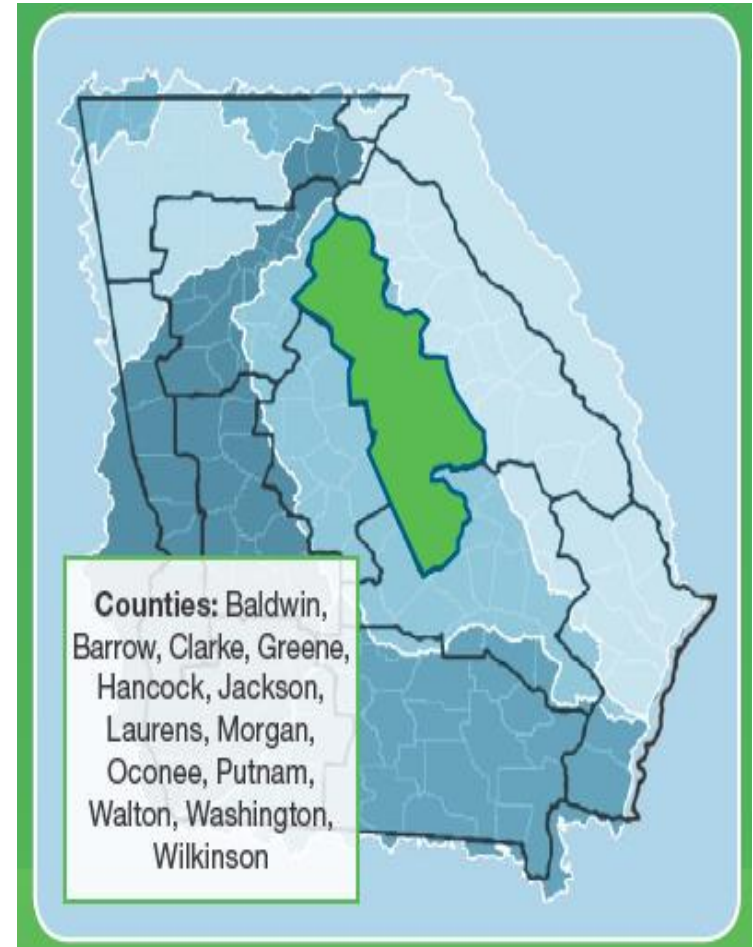 Counties: Baldwin,
Barrow, Clarke, Greene,
Hancock, Jackson,
Laurens, Morgan,
Oconee, Putnam,
Walton, Washington,
Wilkinson